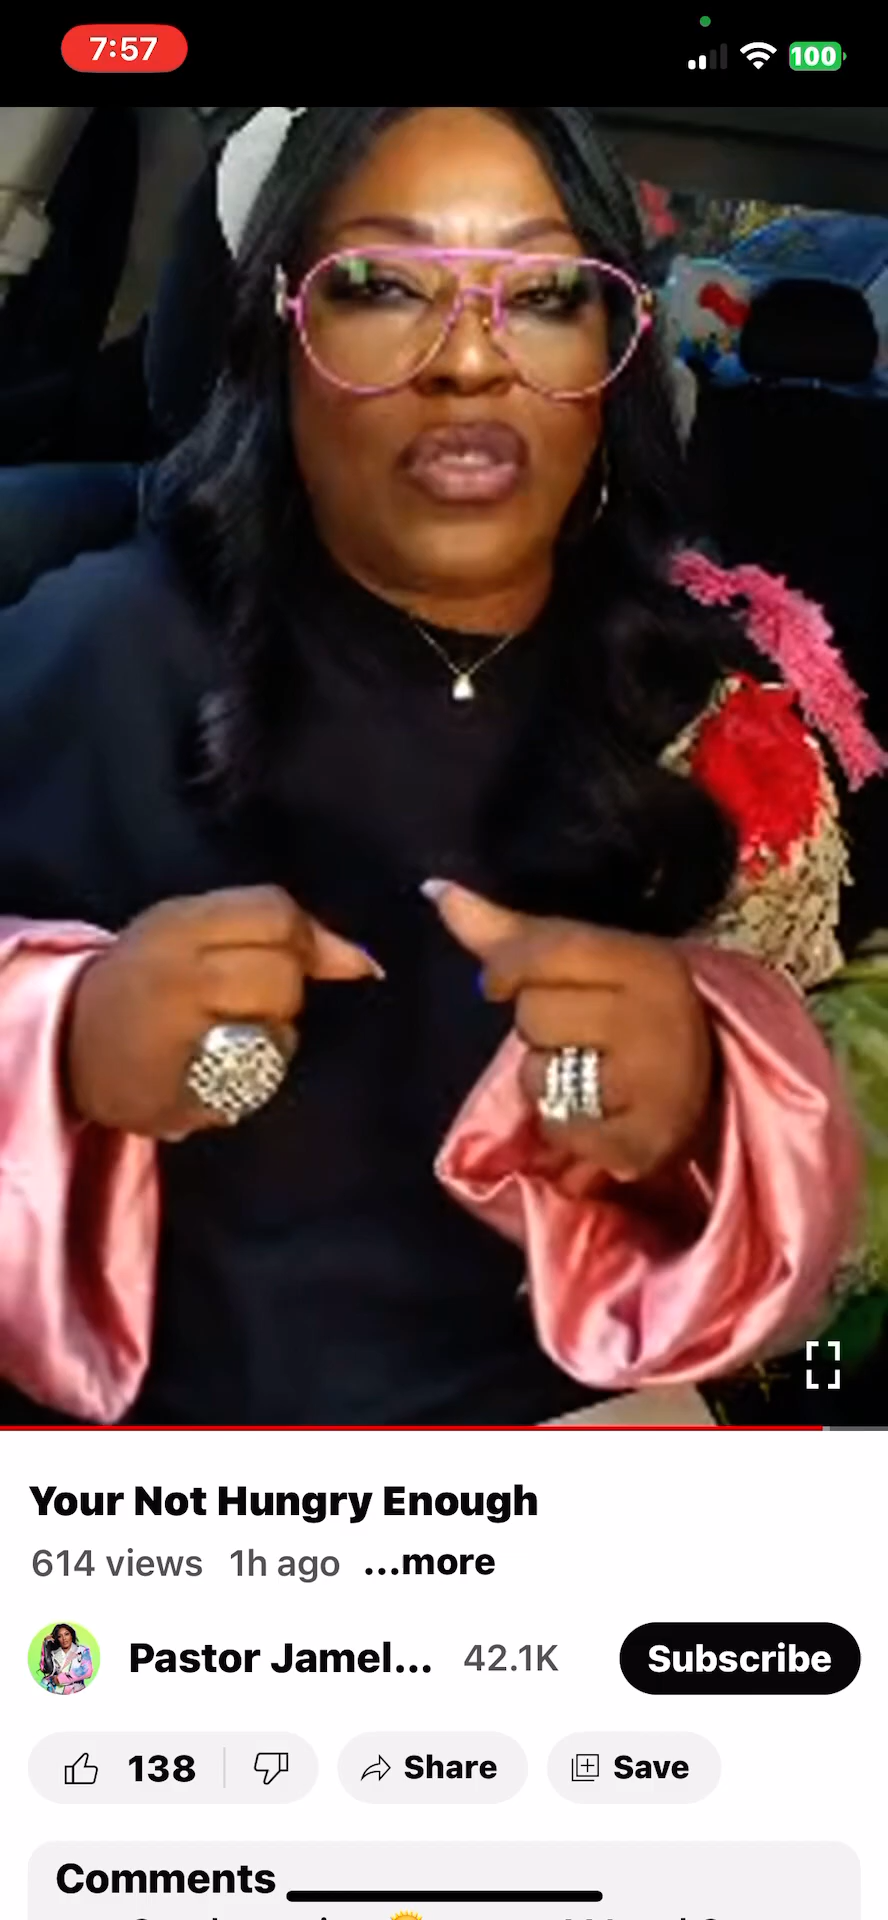 7:57
100
Your Not Hungry Enough
614 views 1h ago ...more
Pastor Jamel... 42.1K Subscribe
138 Share Save
Comments